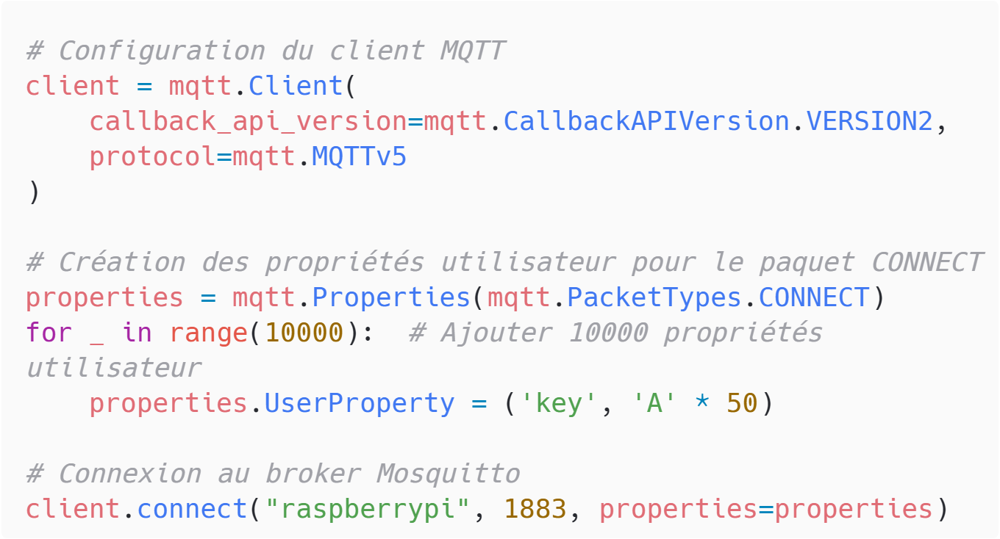 # Configuration du client MQTT
client = mqtt.Client(
    callback_api_version=mqtt.CallbackAPIVersion.VERSION2,
    protocol=mqtt.MQTTv5
)
# Création des propriétés utilisateur pour le paquet CONNECT
properties = mqtt.Properties(mqtt.PacketTypes.CONNECT)
for _ in range(10000):  # Ajouter 10000 propriétés
utilisateur
    properties.UserProperty = ('key', 'A' * 50)
# Connexion au broker Mosquitto
client.connect("raspberrypi", 1883, properties=properties)